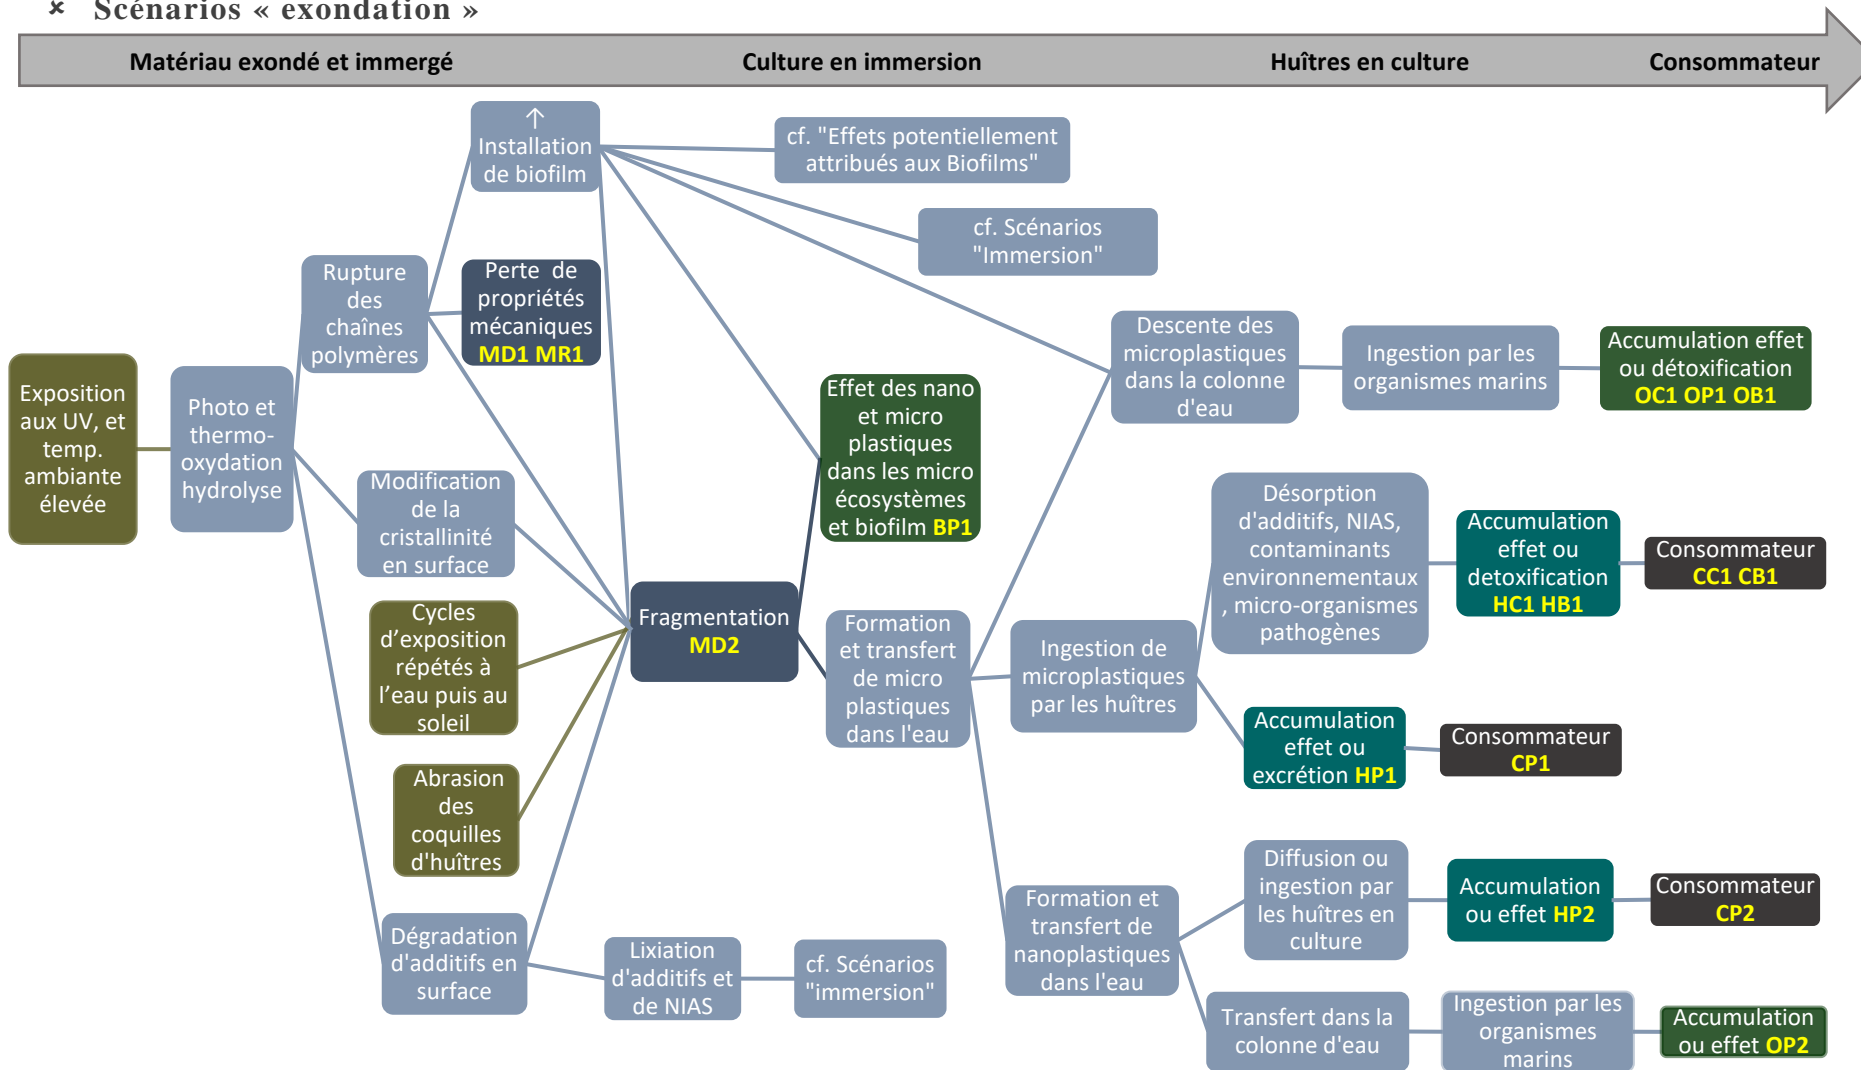 × Scénarios « exondation »
Matériau exondé et immergé
Culture en immersion
Huîtres en culture
Consommateur
↑
Installation
de biofilm
cf. "Effets potentiellement
attribués aux Biofilms"
cf. Scénarios
"Immersion"
Rupture
des
chaînes
polymères
Perte de
propriétés
mécaniques
MD1 MR1
Descente des
microplastiques
dans la colonne
d'eau
Ingestion par les
organismes marins
Accumulation effet
ou détoxification
OC1 OP1 OB1
Exposition
aux UV, et
temp.
ambiante
élevée
Photo et
thermo-
oxydation
hydrolyse
Effet des nano
et micro
plastiques
dans les micro
écosystèmes
et biofilm BP1
Modification
de la
cristallinité
en surface
Désorption
d'additifs, NIAS,
contaminants
environnementaux
, micro-organismes
pathogènes
Accumulation
effet ou
detoxification
HC1 HB1
Consommateur
CC1 CB1
Cycles
d’exposition
répétés à
l’eau puis au
soleil
Fragmentation
MD2
Formation
et transfert
de micro
plastiques
dans l'eau
Ingestion de
microplastiques
par les huîtres
Accumulation
effet ou
excrétion HP1
Consommateur
CP1
Abrasion
des
coquilles
d'huîtres
Diffusion ou
ingestion par
les huîtres en
culture
Accumulation
ou effet HP2
Consommateur
CP2
Formation et
transfert de
nanoplastiques
dans l'eau
Dégradation
d'additifs en
surface
Lixiation
d'additifs et
de NIAS
cf. Scénarios
"immersion"
Transfert dans la
colonne d'eau
Ingestion par les
organismes
marins
Accumulation
ou effet OP2